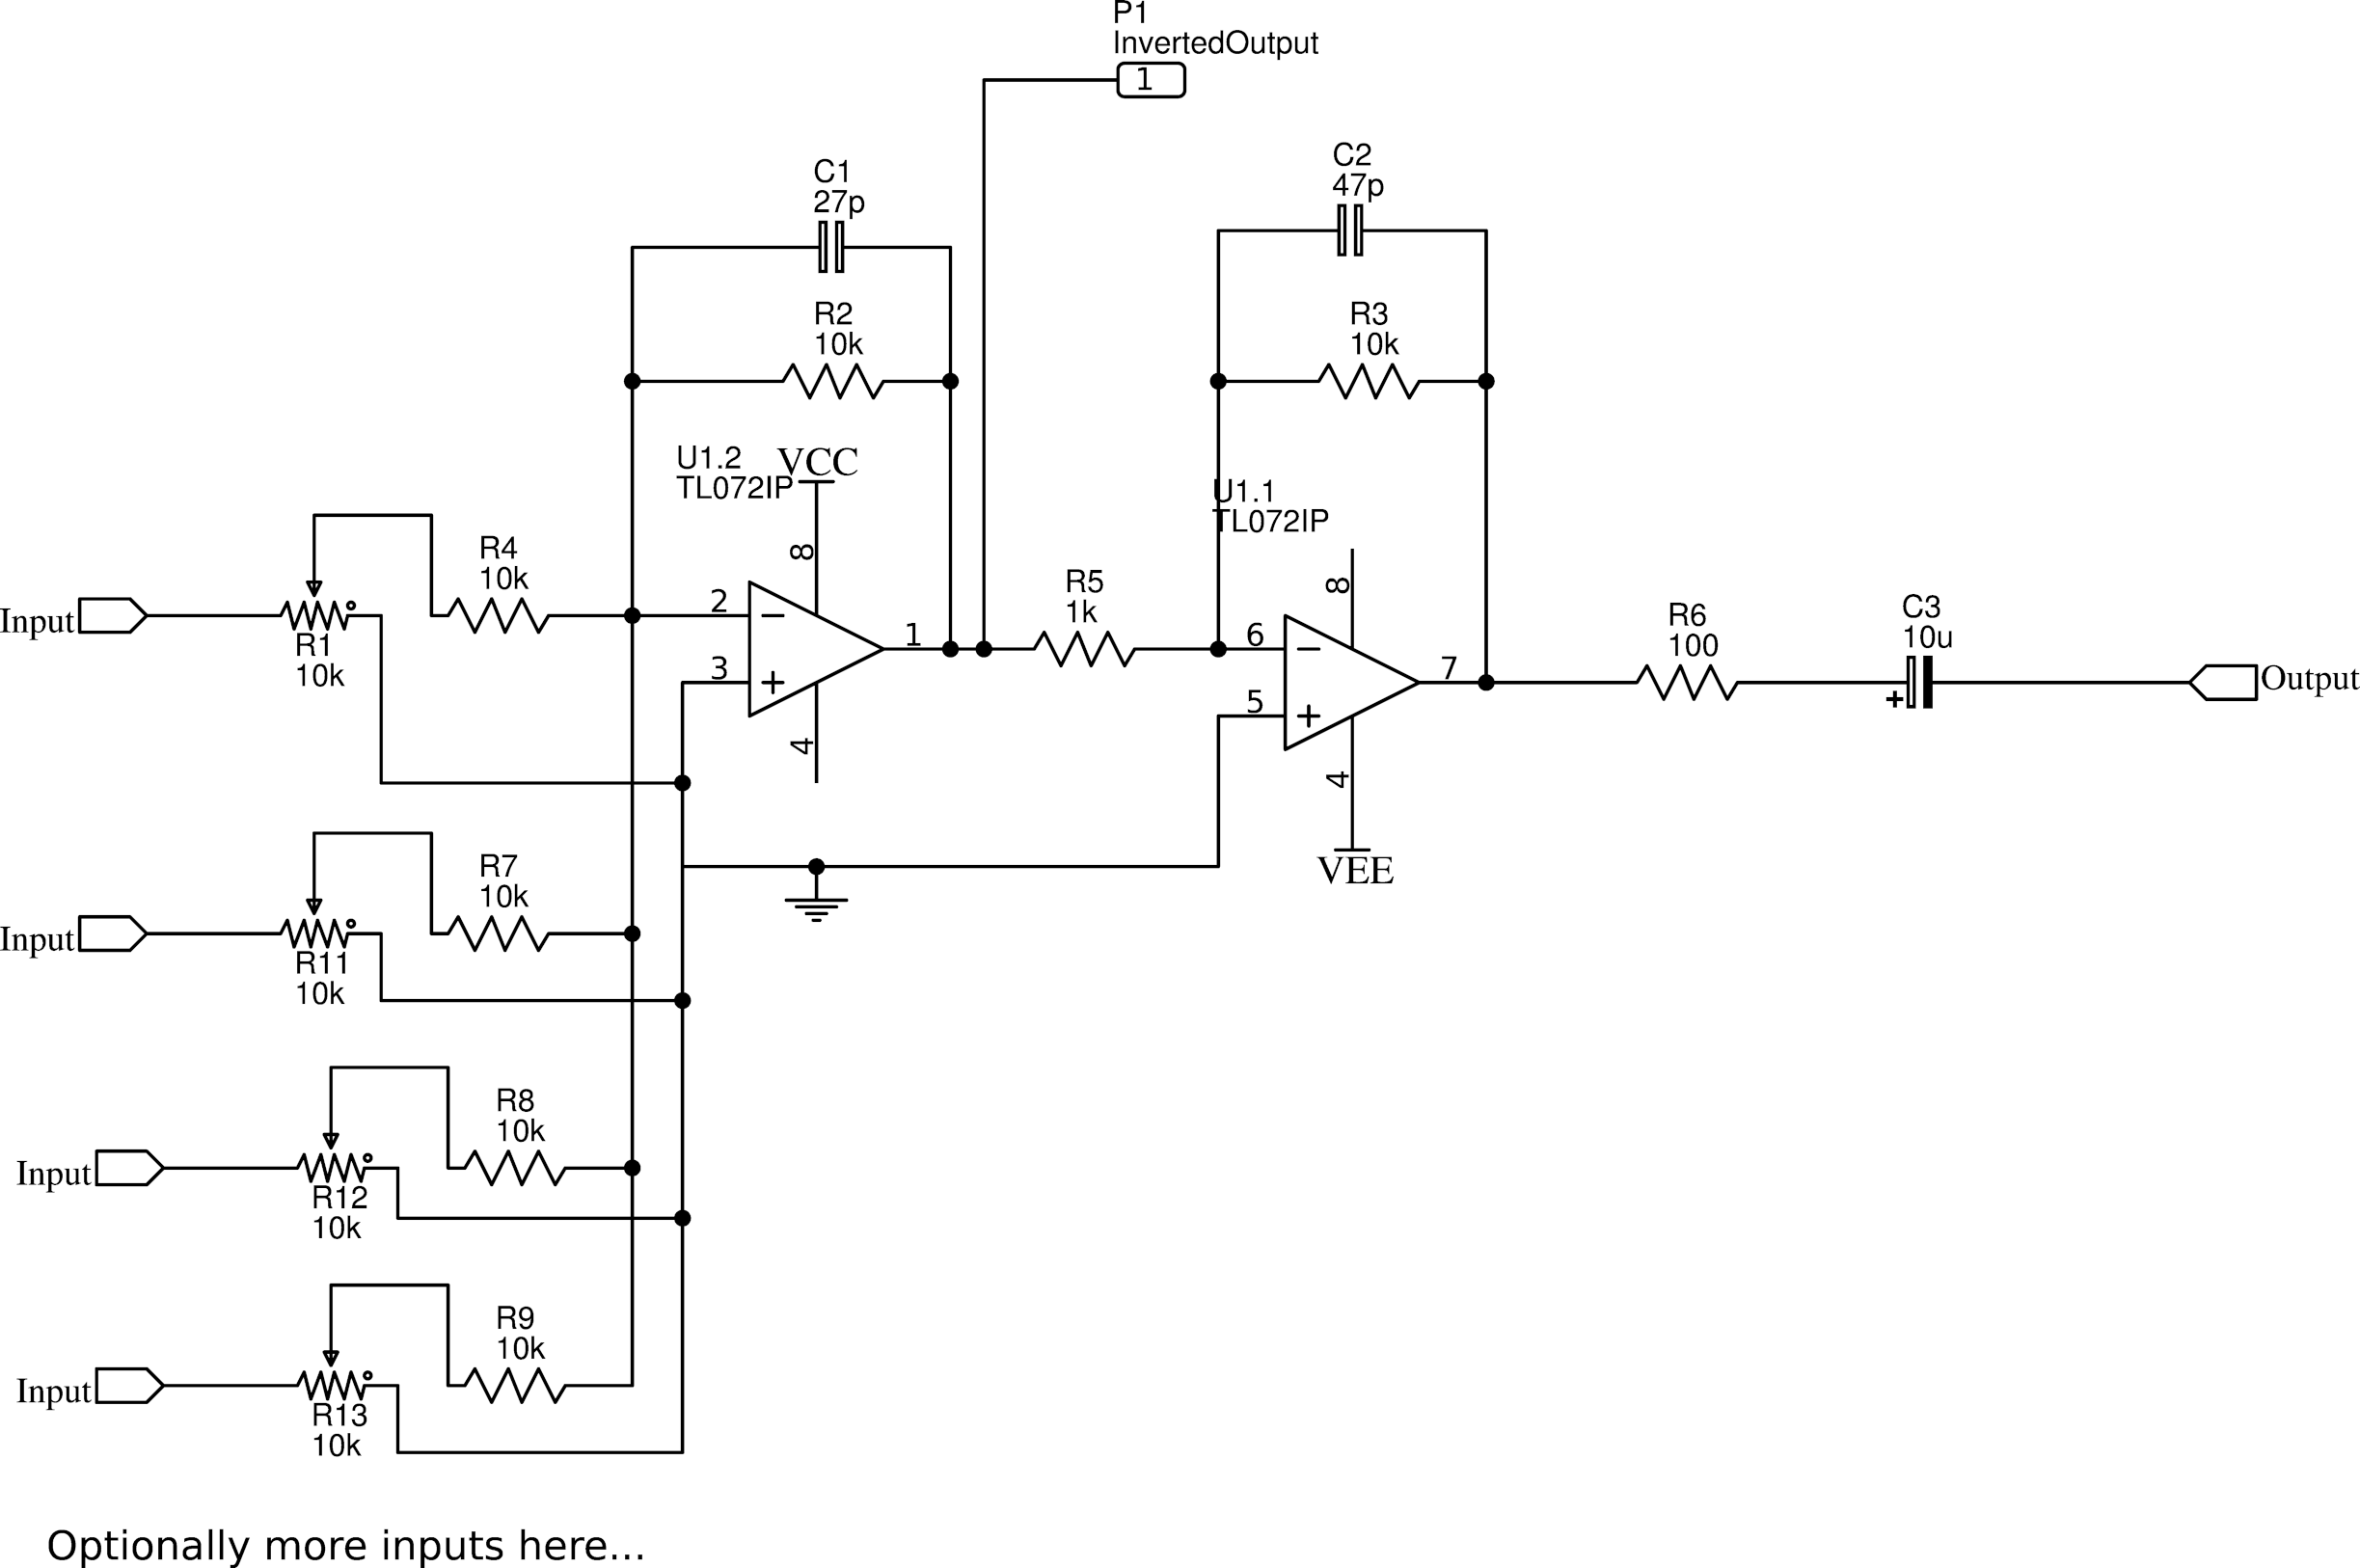 P1
InvertedOutput
1
C1
27p
C2
47p
R2
10k
R3
10k
U1.2
TL072IP
VCC
8
U1.1
TL072IP
8
R4
10k
2
3
1
4
R5
1k
6
5
7
4
VEE
R6
100
C3
10u
+
Output
Input
R1
10k
Input
R11
10k
R7
10k
Input
R12
10k
R8
10k
Input
R13
10k
R9
10k
Optionally more inputs here...